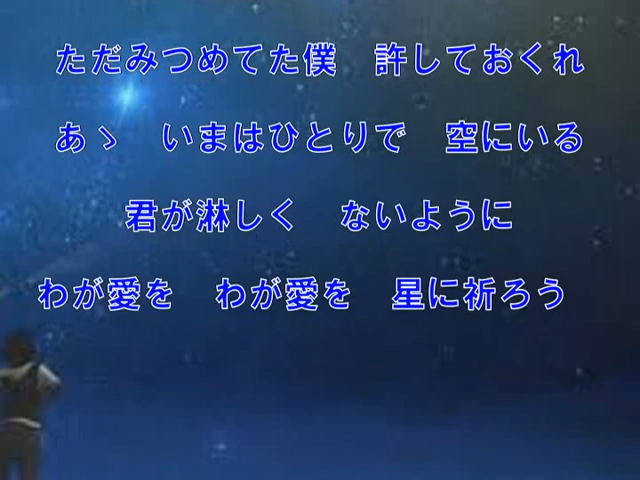 ただみつめてた僕　許しておくれ
あゝ　いまはひとりで　空にいる
君が淋しく　ないように
わが愛を　わが愛を　星に祈ろう